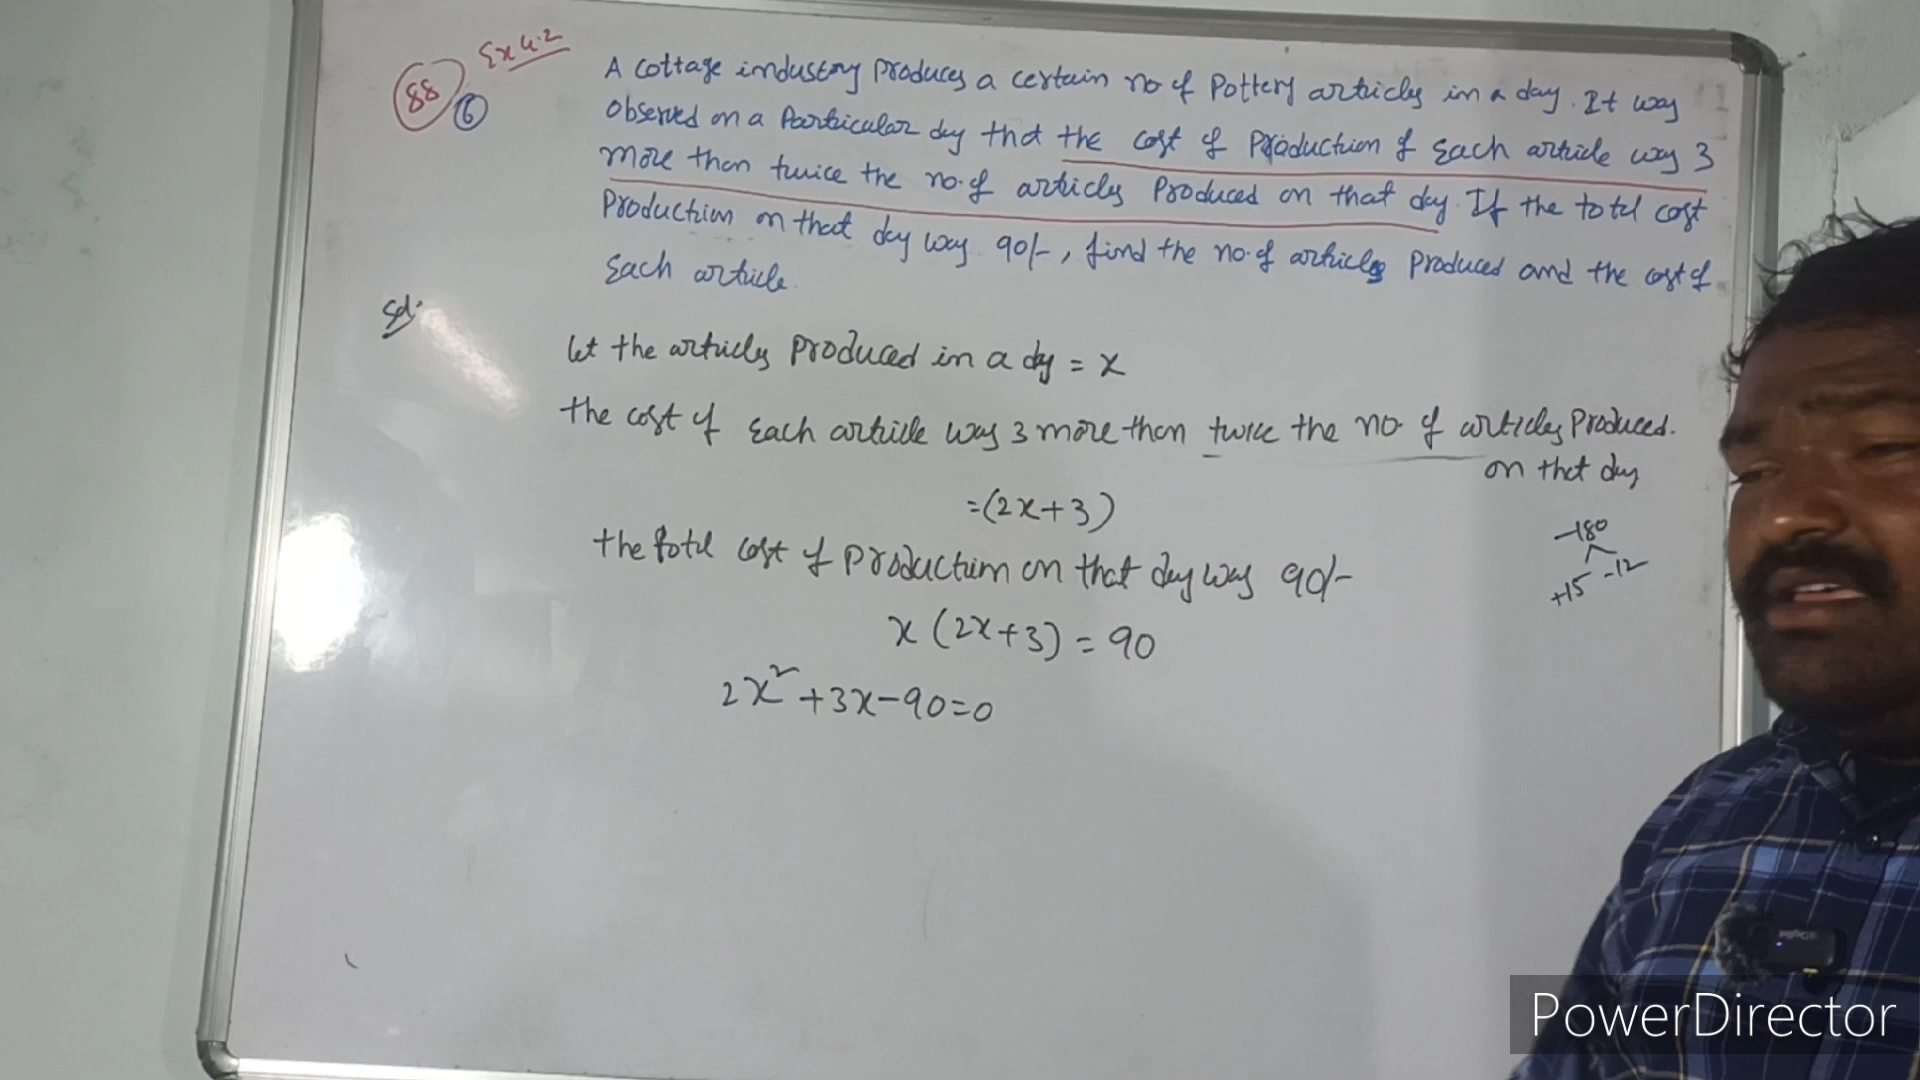 Ex 4.2
88
6
A cottage industry produces a certain no of Pottery articles in a day. It was
observed on a Particular day that the cost of Production of each article was 3
more than twice the no. of articles Produced on that day. If the total cost
Production on that day was 90/-, find the no. of articles produced and the cost of
Each article.
Sol:
let the articles produced in a day = x
the cost of Each article was 3 more than twice the no of articles Produced.
on that day
=(2x+3)
the total cost of production on that day was 90/-
x(2x+3) = 90
2x²+3x-90=0
-180
+15 -12
PowerDirector